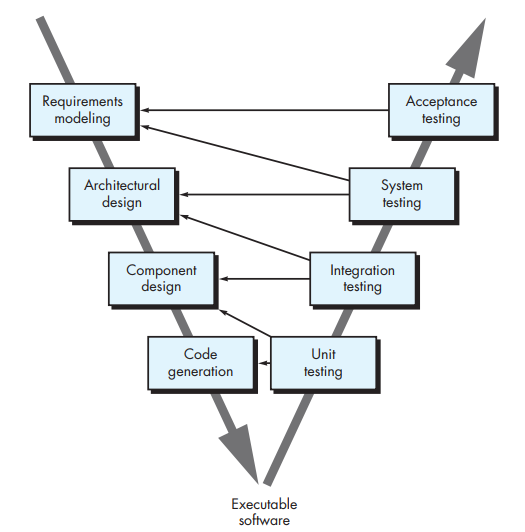 Requirements
modeling
Acceptance
testing
Architectural
design
System
testing
Component
design
Integration
testing
Code
generation
Unit
testing
Executable
software